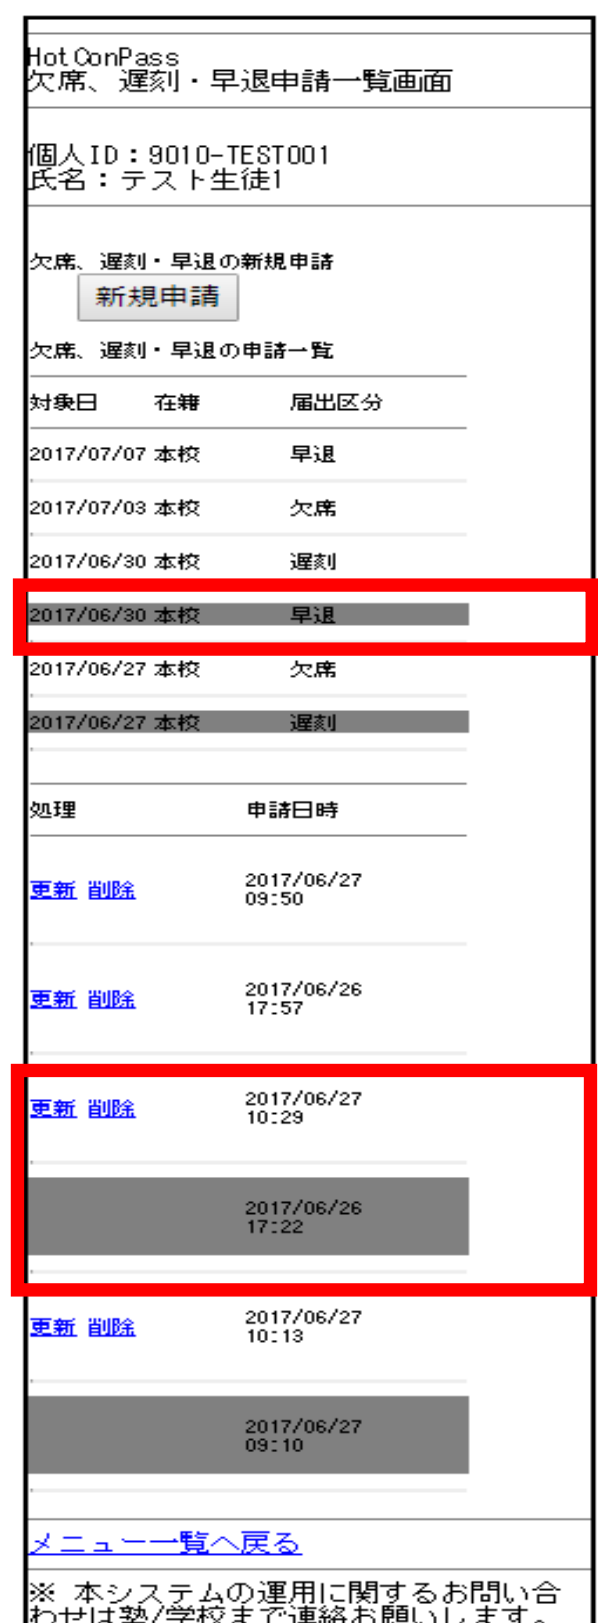 HotConPass
欠席、遅刻・早退申請一覧画面
個人ID：9010-TEST001
氏名：テスト生徒1
欠席、遅刻・早退の新規申請
新規申請
欠席、遅刻・早退の申請一覧
対象日 在籍 届出区分
2017/07/07 本校 早退
2017/07/03 本校 欠席
2017/06/30 本校 遅刻
2017/06/30 本校 早退
2017/06/27 本校 欠席
2017/06/27 本校 遅刻
処理 申請日時
更新 削除 2017/06/27
09:50
更新 削除 2017/06/26
17:57
更新 削除 2017/06/27
10:29
2017/06/26
17:22
更新 削除 2017/06/27
10:13
2017/06/27
09:10
メニュー一覧へ戻る
※ 本システムの運用に関するお問い合
わせは塾/学校まで連絡お願いします。